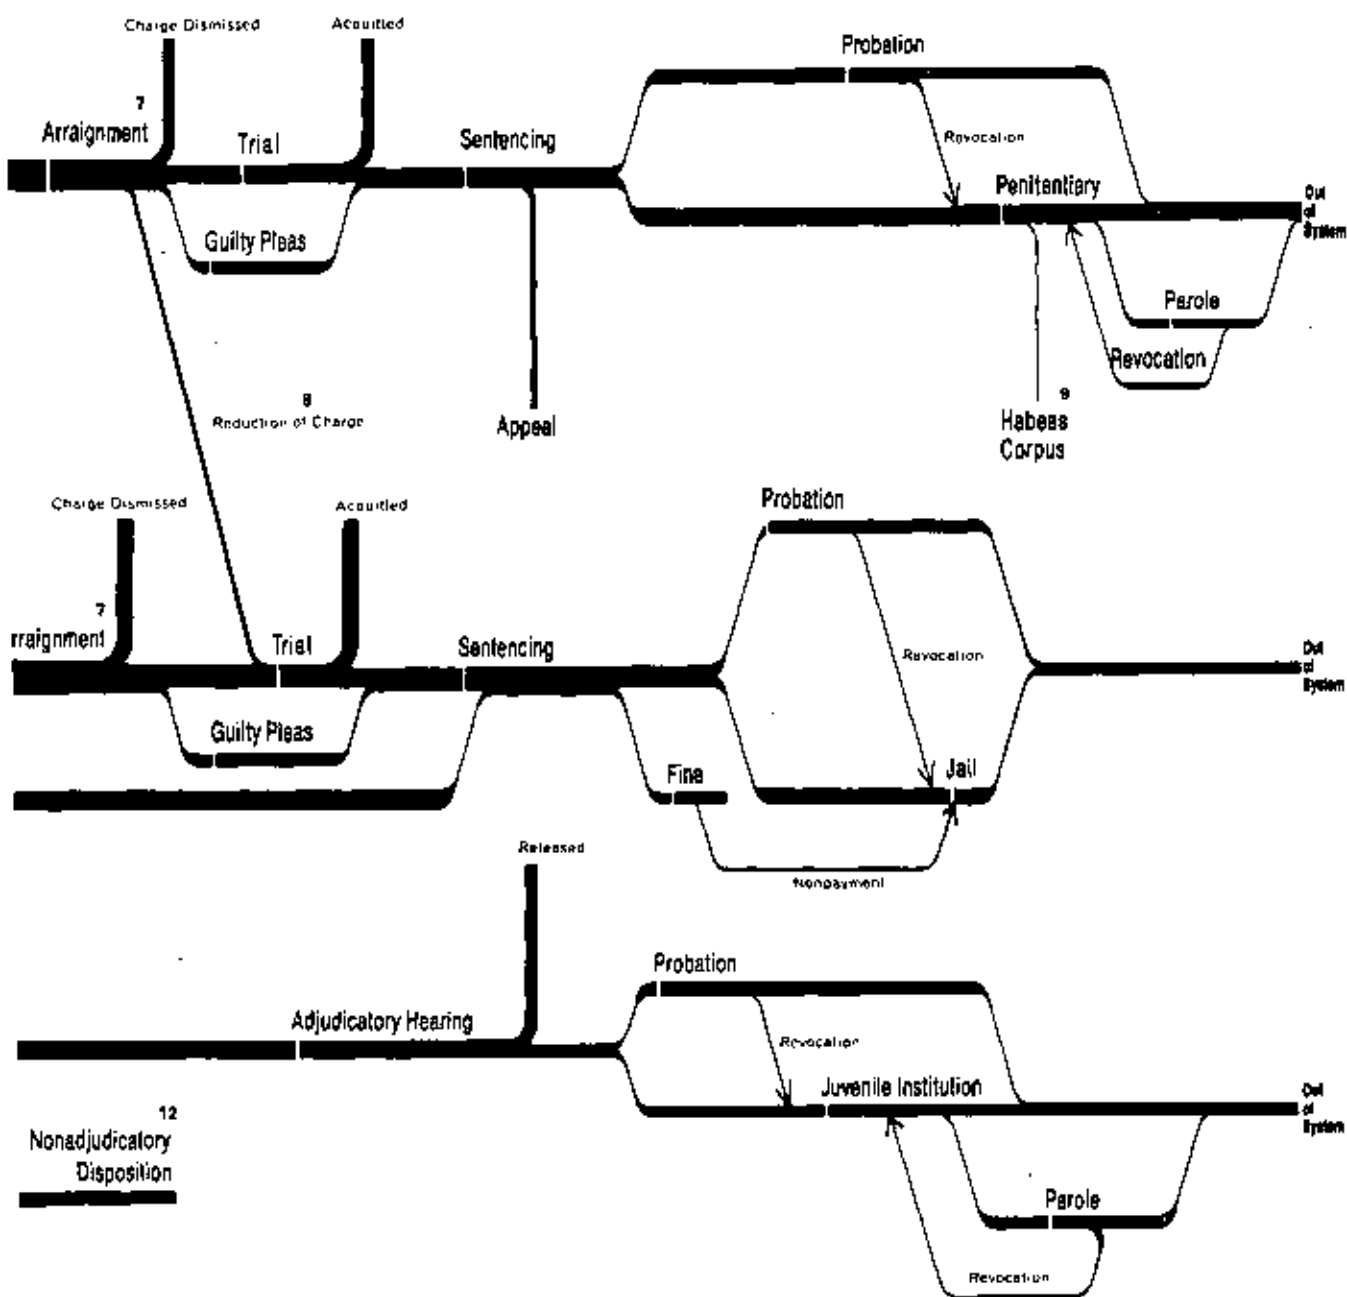 Charge Dismissed
Acquitted
Probation
7
Arraignment
Trial
Sentencing
Revocation
Penitentiary
Out
of
System
Guilty Pleas
Parole
Revocation
8
Reduction of Charge
Appeal
9
Habeas
Corpus
Charge Dismissed
Acquitted
Probation
7
rraignment
Trial
Sentencing
Revocation
Out
of
System
Guilty Pleas
Fine
Jail
Released
Nonpayment
Probation
Adjudicatory Hearing
Revocation
Juvenile Institution
Out
of
System
12
Nonadjudicatory
Disposition
Parole
Revocation